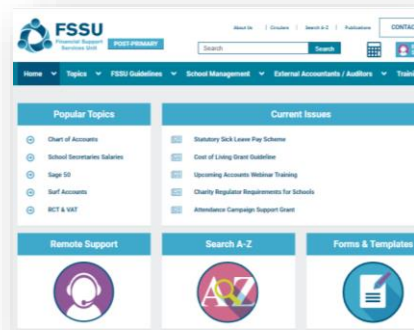 About Us | Circulars | Search A-Z | Publications
CONTAC
FSSU
Financial Support
Services Unit
POST-PRIMARY
Search
Search
Home
Topics
FSSU Guidelines
School Management
External Accountants / Auditors
Traini
Popular Topics
Chart of Accounts
School Secretaries Salaries
Sage 50
Surf Accounts
RCT & VAT
Current Issues
Statutory Sick Leave Pay Scheme
Cost of Living Grant Guideline
Upcoming Accounts Webinar Training
Charity Regulator Requirements for Schools
Attendance Campaign Support Grant
Remote Support
Search A-Z
Forms & Templates
A-Z